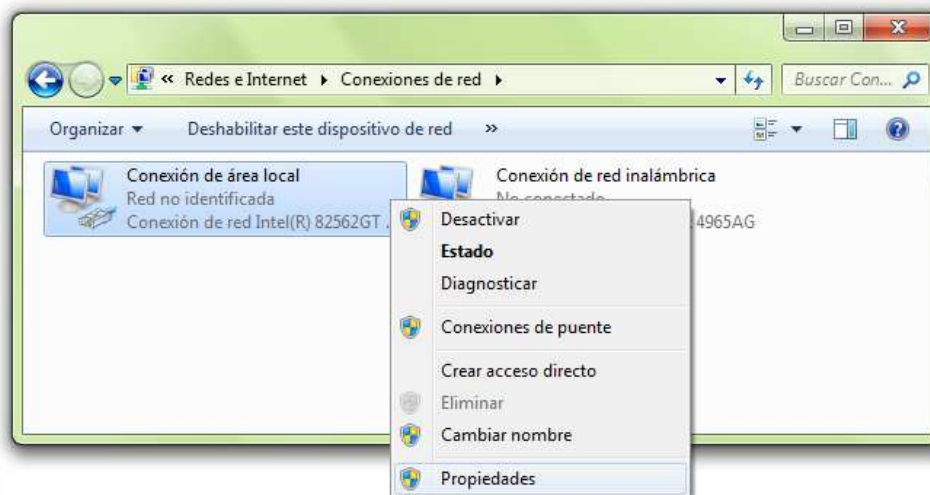 « Redes e Internet ▸ Conexiones de red ▸
Buscar Con...
Organizar ▾ Deshabilitar este dispositivo de red »
Conexión de área local
Red no identificada
Conexión de red Intel(R) 82562GT .
Conexión de red inalámbrica
No conectado
4965AG
Desactivar
Estado
Diagnosticar
Conexiones de puente
Crear acceso directo
Eliminar
Cambiar nombre
Propiedades